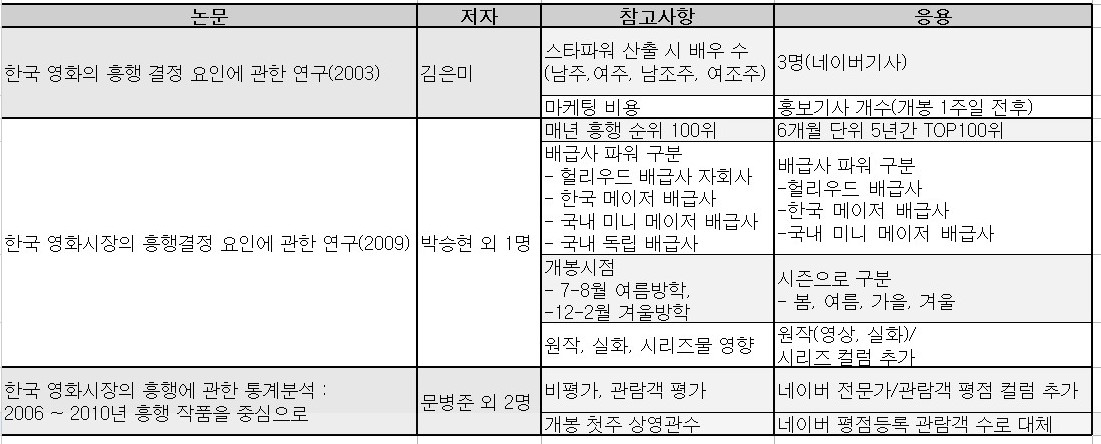 논문 저자 참고사항 응용
한국 영화의 흥행 결정 요인에 관한 연구(2003) 김은미
스타파워 산출 시 배우 수
(남주,여주, 남조주, 여조주)
3명(네이버기사)
마케팅 비용 홍보기사 개수(개봉 1주일 전후)
한국 영화시장의 흥행결정 요인에 관한 연구(2009) 박승현 외 1명
매년 흥행 순위 100위 6개월 단위 5년간 TOP100위
배급사 파워 구분
- 헐리우드 배급사 자회사
- 한국 메이저 배급사
- 국내 미니 메이저 배급사
- 국내 독립 배급사
배급사 파워 구분
-헐리우드 배급사
-한국 메이저 배급사
-국내 미니 메이저 배급사
개봉시점
- 7-8월 여름방학,
-12-2월 겨울방학
시즌으로 구분
- 봄, 여름, 가을, 겨울
원작, 실화, 시리즈물 영향
원작(영상, 실화)/
시리즈 컬럼 추가
한국 영화시장의 흥행에 관한 통계분석 :
2006 ~ 2010년 흥행 작품을 중심으로
문병준 외 2명
비평가, 관람객 평가 네이버 전문가/관람객 평점 컬럼 추가
개봉 첫주 상영관수 네이버 평점등록 관람객 수로 대체